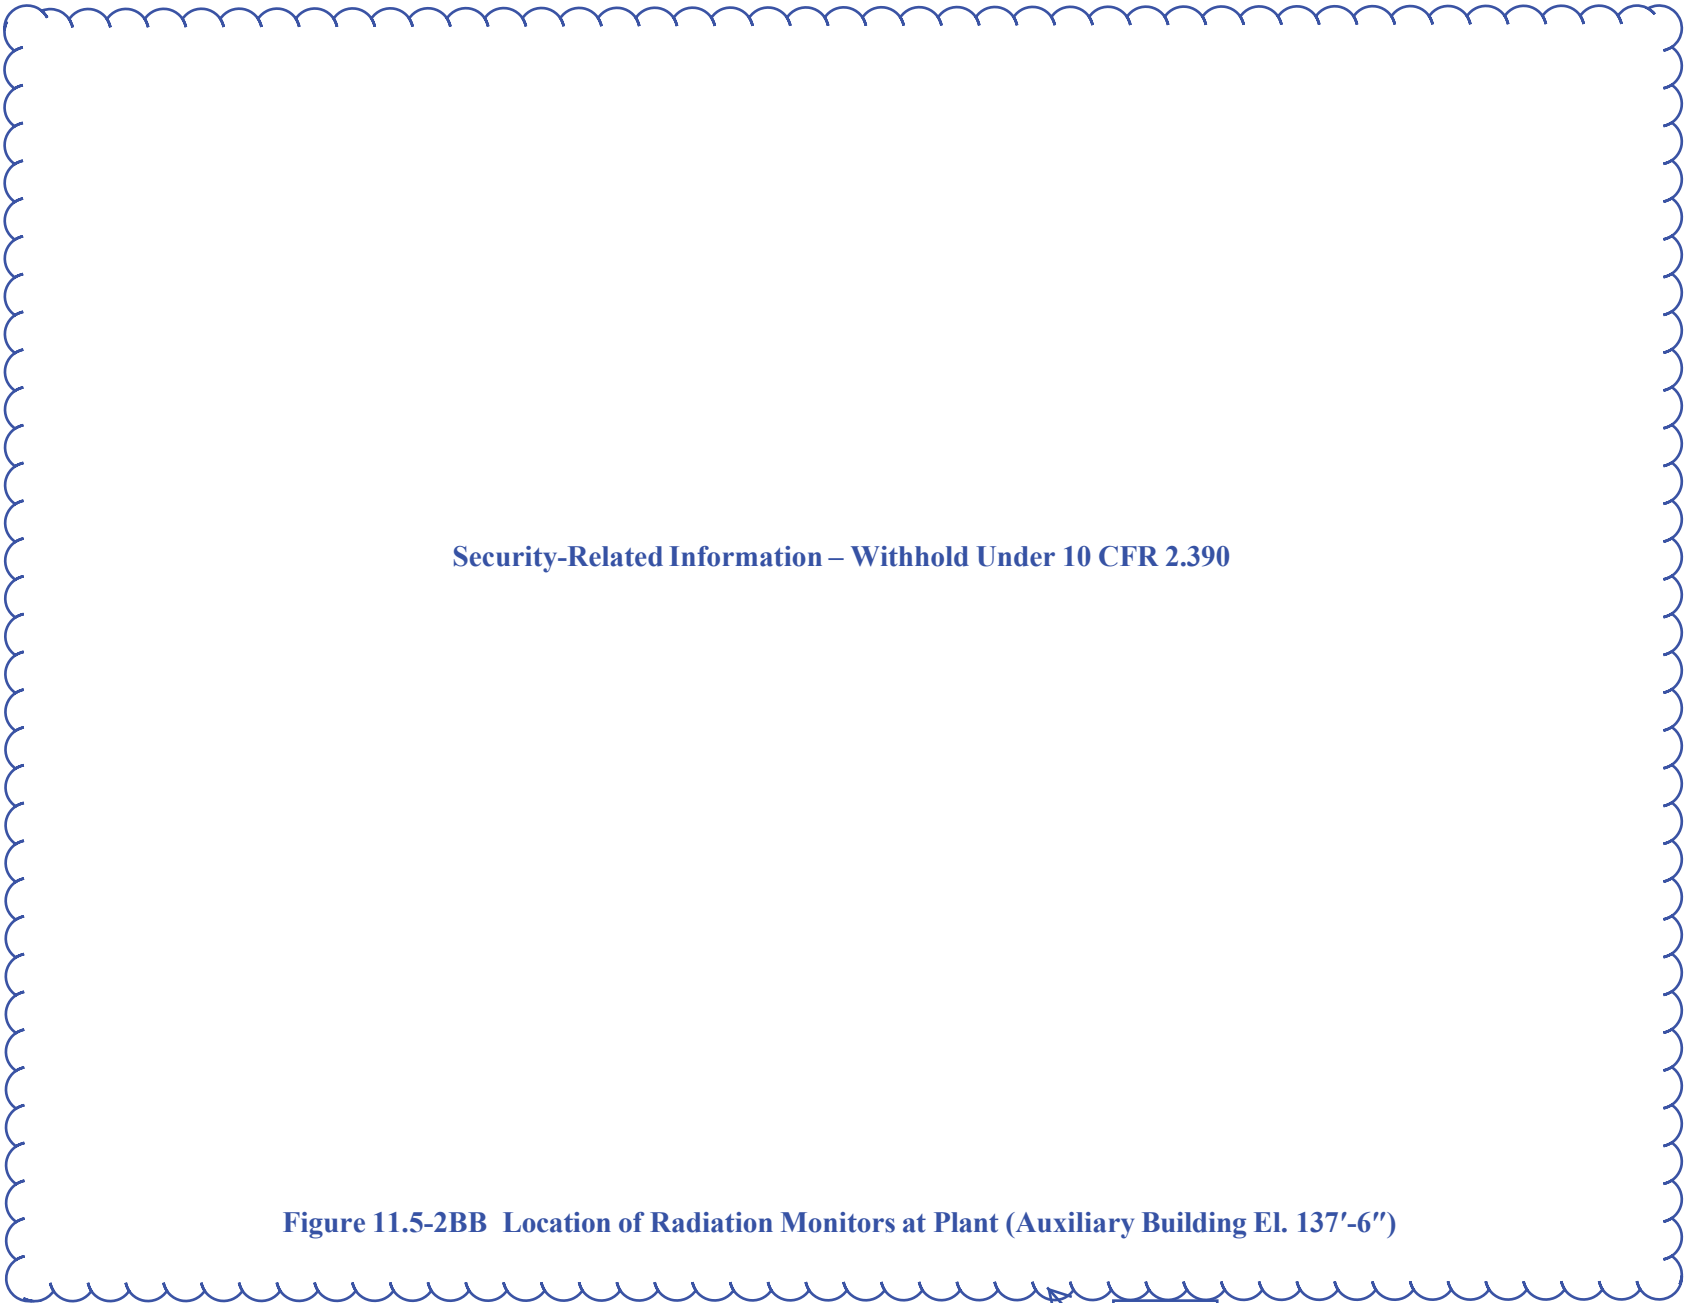 Security-Related Information – Withhold Under 10 CFR 2.390
Figure 11.5-2BB Location of Radiation Monitors at Plant (Auxiliary Building El. 137′-6″)